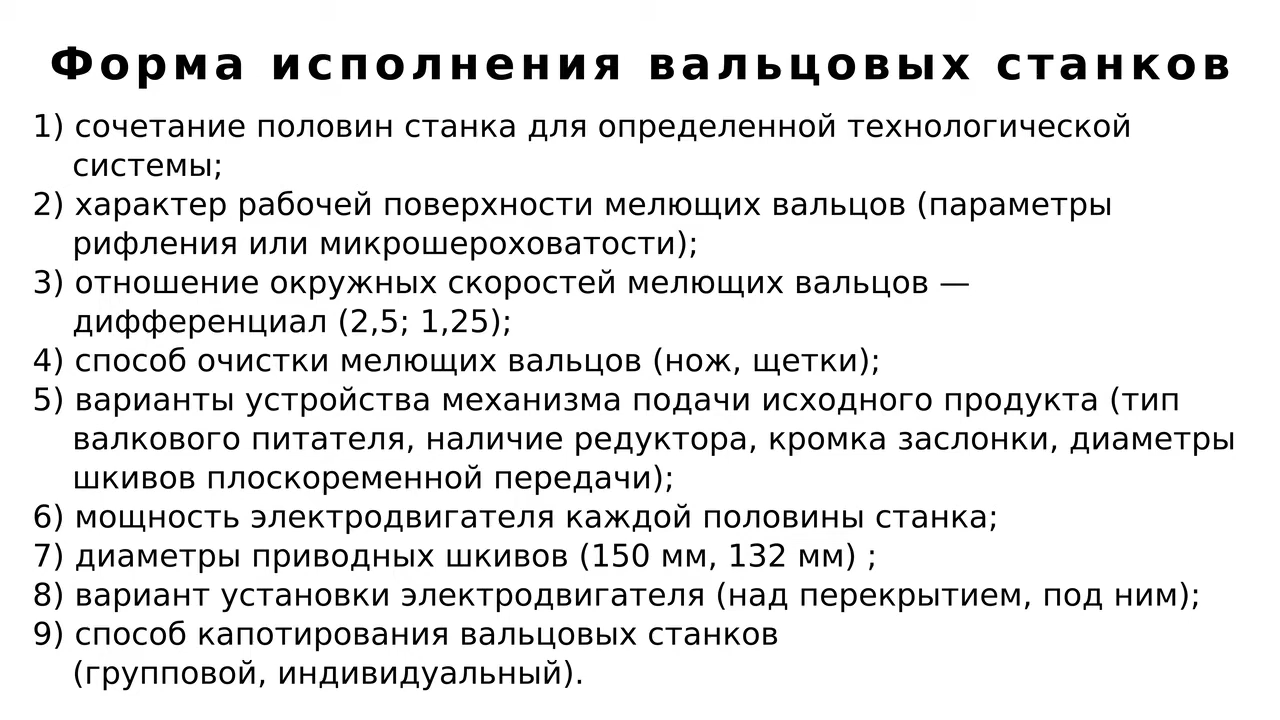 Форма исполнения вальцовых станков
1) сочетание половин станка для определенной технологической
системы;
2) характер рабочей поверхности мелющих вальцов (параметры
рифления или микрошероховатости);
3) отношение окружных скоростей мелющих вальцов —
дифференциал (2,5; 1,25);
4) способ очистки мелющих вальцов (нож, щетки);
5) варианты устройства механизма подачи исходного продукта (тип
валкового питателя, наличие редуктора, кромка заслонки, диаметры
шкивов плоскоременной передачи);
6) мощность электродвигателя каждой половины станка;
7) диаметры приводных шкивов (150 мм, 132 мм) ;
8) вариант установки электродвигателя (над перекрытием, под ним);
9) способ капотирования вальцовых станков
(групповой, индивидуальный).